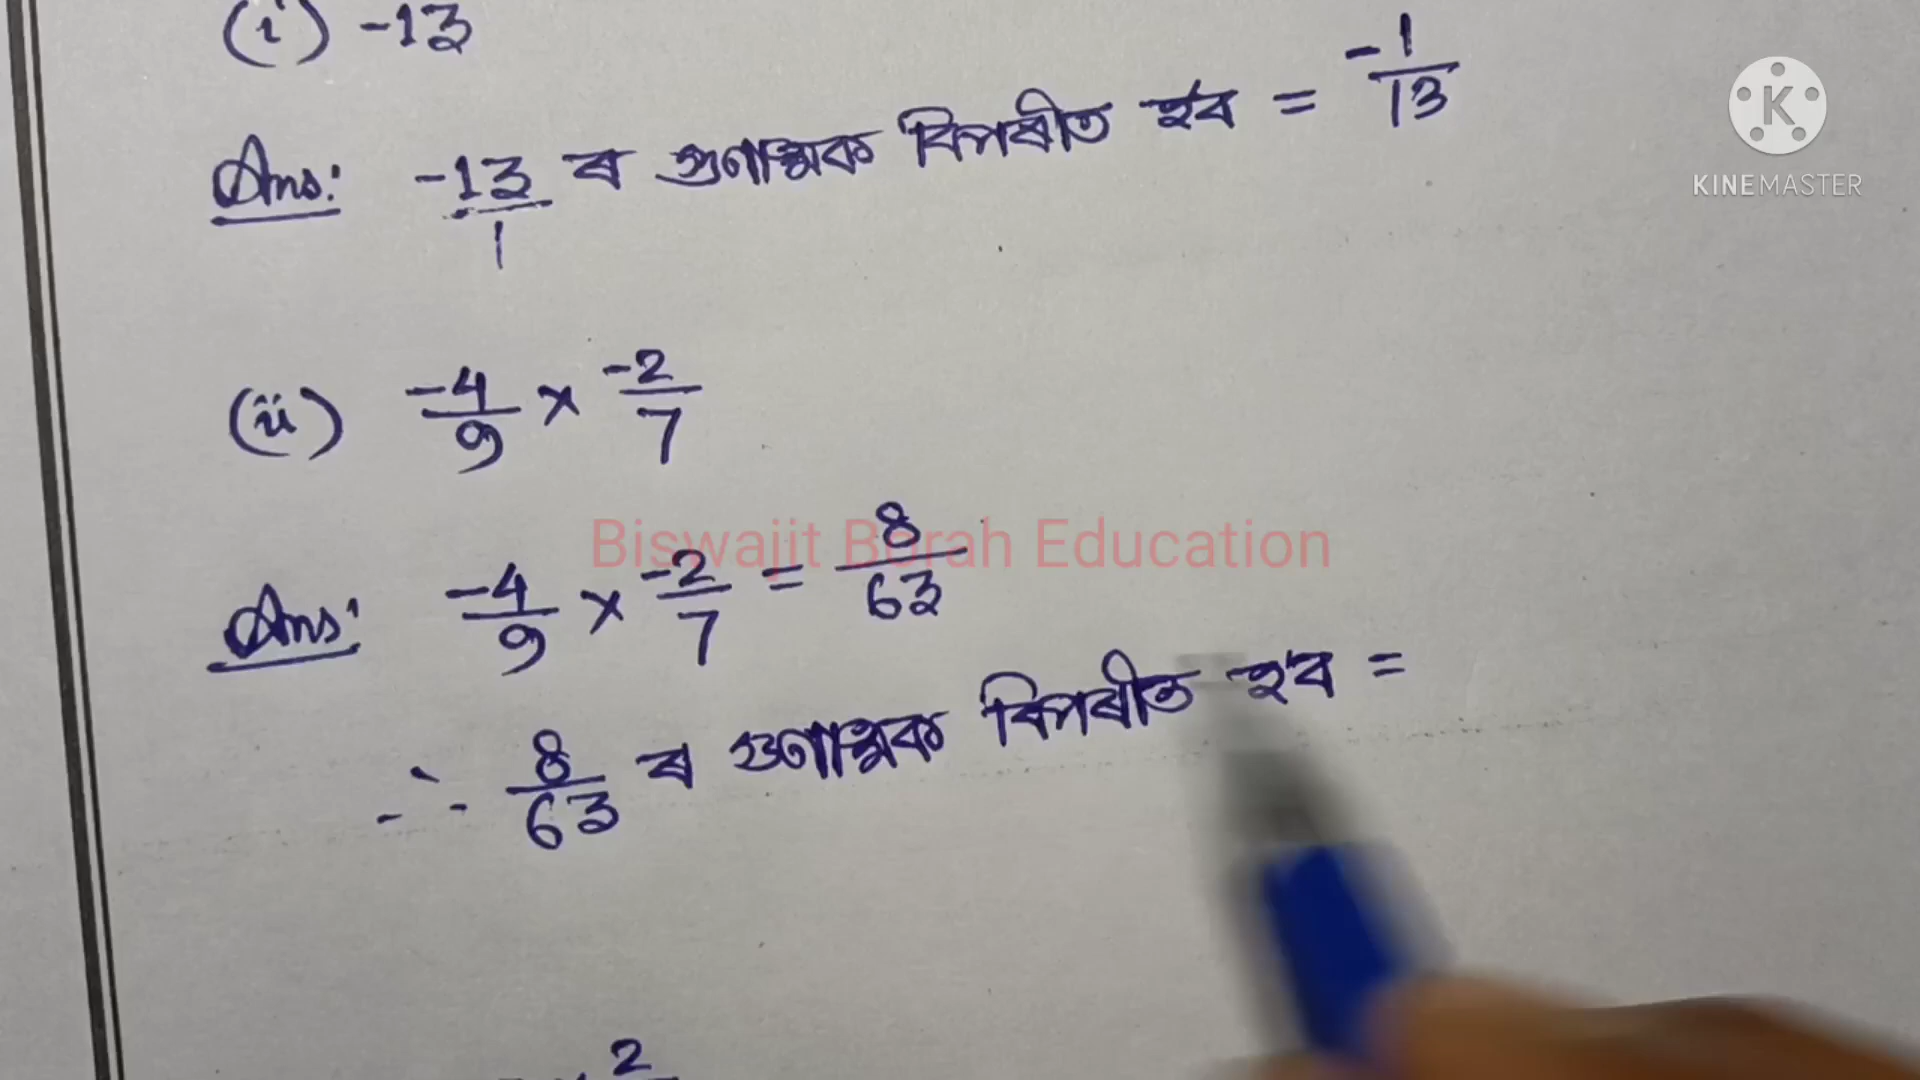 (i) -13
Ans: -13/1 ৰ গুণাত্মক বিপৰীত হ'ব = -1/13
KINEMASTER
(ii) -4/9 × -2/7
Biswajit Borah Education
Ans: -4/9 × -2/7 = 8/63
∴ 8/63 ৰ গুণাত্মক বিপৰীত হ'ব =
2